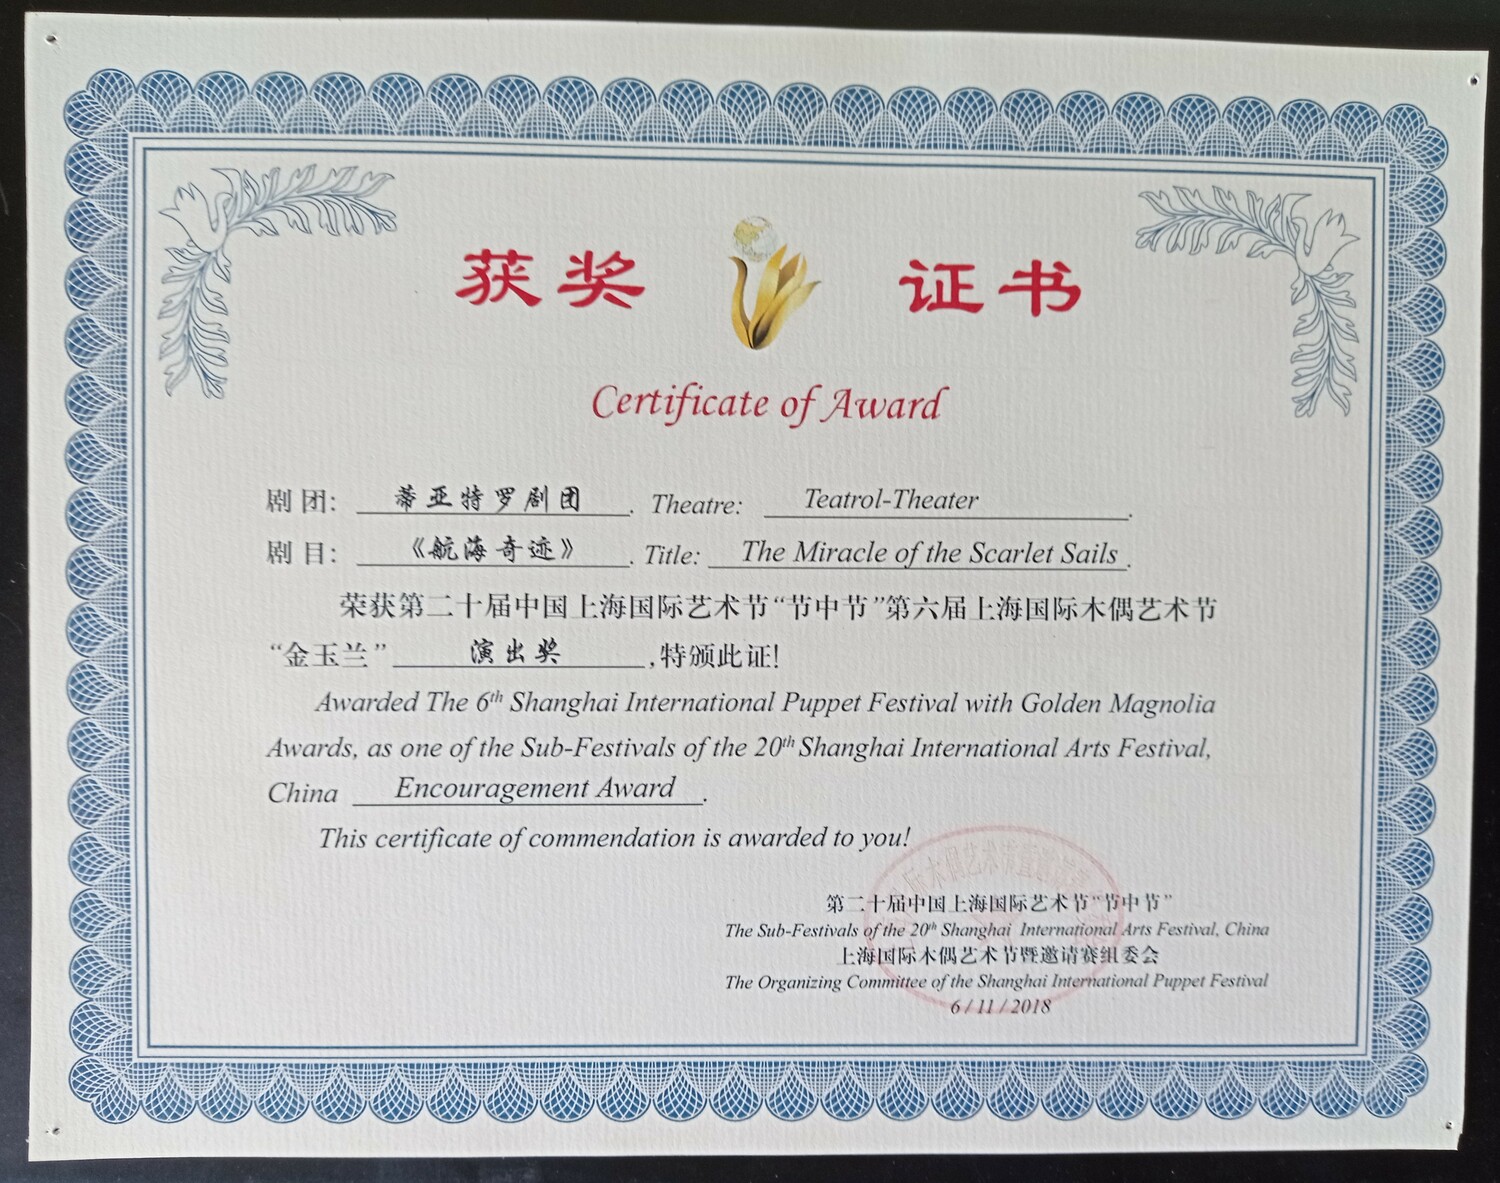 获奖 证书
Certificate of Award
剧 团: 蒂亚特罗剧团 . Theatre: Teatrol-Theater .
剧 目: 《航海奇迹》 . Title: The Miracle of the Scarlet Sails .
荣获第二十届中国上海国际艺术节“节中节”第六届上海国际木偶艺术节
“金玉兰” 演出奖 ,特颁此证!
Awarded The 6th Shanghai International Puppet Festival with Golden Magnolia
Awards, as one of the Sub-Festivals of the 20th Shanghai International Arts Festival,
China Encouragement Award .
This certificate of commendation is awarded to you!
第二十届中国上海国际艺术节“节中节”
The Sub-Festivals of the 20th Shanghai International Arts Festival, China
上海国际木偶艺术节暨邀请赛组委会
The Organizing Committee of the Shanghai International Puppet Festival
6 / 11 / 2018